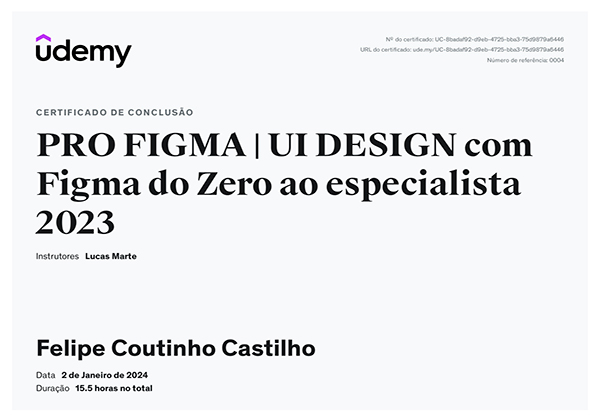 udemy
Nº do certificado: UC-8badaf92-d9eb-4725-bba3-75d9879a6446
URL do certificado: ude.my/UC-8badaf92-d9eb-4725-bba3-75d9879a6446
Número de referência: 0004
CERTIFICADO DE CONCLUSÃO
PRO FIGMA | UI DESIGN com
Figma do Zero ao especialista
2023
Instrutores Lucas Marte
Felipe Coutinho Castilho
Data 2 de Janeiro de 2024
Duração 15.5 horas no total